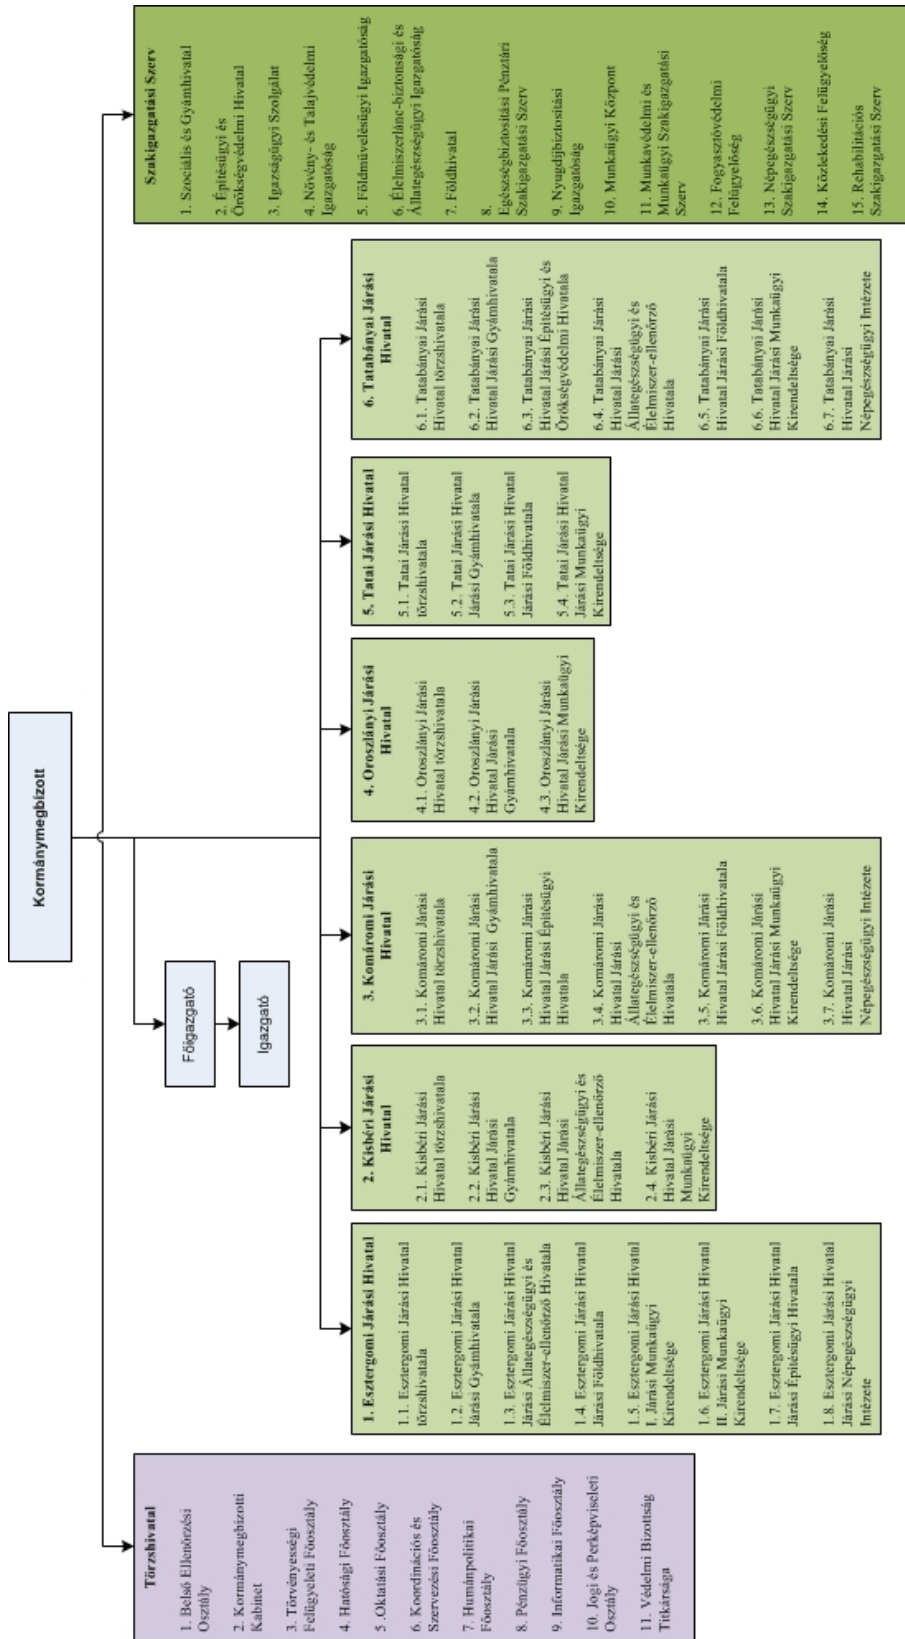 Kormánymegbízott
Főigazgató
Igazgató
Törzshivatal
1. Belső Ellenőrzési
Osztály
2. Kormánymegbízotti
Kabinet
3. Törvényességi
Felügyeleti Főosztály
4. Hatósági Főosztály
5 .Oktatási Főosztály
6. Koordinációs és
Szervezési Főosztály
7. Humánpolitikai
Főosztály
8. Pénzügyi Főosztály
9. Informatikai Főosztály
10. Jogi és Perképviseleti
Osztály
11. Védelmi Bizottság
Titkársága
1. Esztergomi Járási Hivatal
1.1. Esztergomi Járási Hivatal
törzshivatala
1.2. Esztergomi Járási Hivatal
Járási Gyámhivatala
1.3. Esztergomi Járási Hivatal
Járási Állategészségügyi és
Élelmiszer-ellenőrző Hivatala
1.4. Esztergomi Járási Hivatal
Járási Földhivatala
1.5. Esztergomi Járási Hivatal
I. Járási Munkaügyi
Kirendeltsége
1.6. Esztergomi Járási Hivatal
II. Járási Munkaügyi
Kirendeltsége
1.7. Esztergomi Járási Hivatal
Járási Építésügyi Hivatala
1.8. Esztergomi Járási Hivatal
Járási Népegészségügyi
Intézete
2. Kisbéri Járási
Hivatal
2.1. Kisbéri Járási
Hivatal törzshivatala
2.2. Kisbéri Járási
Hivatal Járási
Gyámhivatala
2.3. Kisbéri Járási
Hivatal Járási
Állategészségügyi és
Élelmiszer-ellenőrző
Hivatala
2.4. Kisbéri Járási
Hivatal Járási
Munkaügyi
Kirendeltsége
3. Komáromi Járási
Hivatal
3.1. Komáromi Járási
Hivatal törzshivatala
3.2. Komáromi Járási
Hivatal Járási Gyámhivatala
3.3. Komáromi Járási
Hivatal Járási Építésügyi
Hivatala
3.4. Komáromi Járási
Hivatal Járási
Állategészségügyi és
Élelmiszer-ellenőrző
Hivatala
3.5. Komáromi Járási
Hivatal Járási Földhivatala
3.6. Komáromi Járási
Hivatal Járási Munkaügyi
Kirendeltsége
3.7. Komáromi Járási
Hivatal Járási
Népegészségügyi Intézete
4. Oroszlányi Járási
Hivatal
4.1. Oroszlányi Járási
Hivatal törzshivatala
4.2. Oroszlányi Járási
Hivatal Járási
Gyámhivatala
4.3. Oroszlányi Járási
Hivatal Járási Munkaügyi
Kirendeltsége
5. Tatai Járási Hivatal
5.1. Tatai Járási Hivatal
törzshivatala
5.2. Tatai Járási Hivatal
Járási Gyámhivatala
5.3. Tatai Járási Hivatal
Járási Földhivatala
5.4. Tatai Járási Hivatal
Járási Munkaügyi
Kirendeltsége
6. Tatabányai Járási
Hivatal
6.1. Tatabányai Járási
Hivatal törzshivatala
6.2. Tatabányai Járási
Hivatal Járási Gyámhivatala
6.3. Tatabányai Járási
Hivatal Járási Építésügyi és
Örökségvédelmi Hivatala
6.4. Tatabányai Járási
Hivatal Járási
Állategészségügyi és
Élelmiszer-ellenőrző
Hivatala
6.5. Tatabányai Járási
Hivatal Járási Földhivatala
6.6. Tatabányai Járási
Hivatal Járási Munkaügyi
Kirendeltsége
6.7. Tatabányai Járási
Hivatal Járási
Népegészségügyi Intézete
Szakigazgatási Szerv
1. Szociális és Gyámhivatal
2. Építésügyi és
Örökségvédelmi Hivatal
3. Igazságügyi Szolgálat
4. Növény- és Talajvédelmi
Igazgatóság
5. Földművelésügyi Igazgatóság
6. Élelmiszerlánc-biztonsági és
Állategészségügyi Igazgatóság
7. Földhivatal
8.
Egészségbiztosítási Pénztári
Szakigazgatási Szerv
9. Nyugdíjbiztosítási
Igazgatóság
10. Munkaügyi Központ
11. Munkavédelmi és
Munkaügyi Szakigazgatási
Szerv
12. Fogyasztóvédelmi
Felügyelőség
13. Népegészségügyi
Szakigazgatási Szerv
14. Közlekedési Felügyelőség
15. Rehabilitációs
Szakigazgatási Szerv